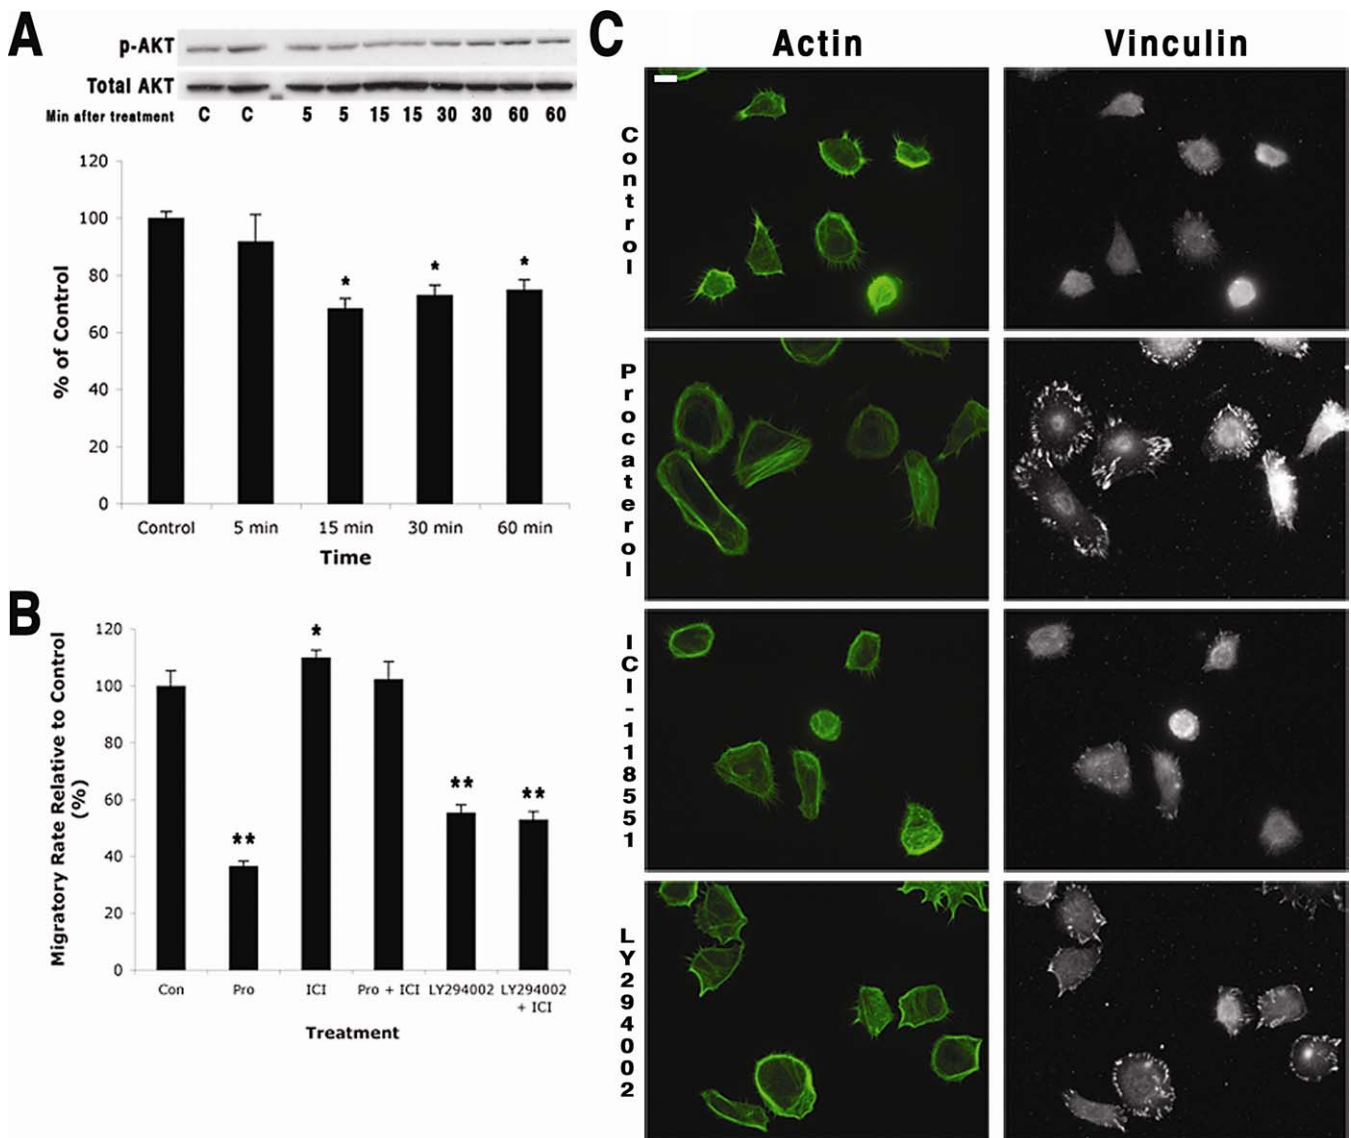 A
p-AKT
Total AKT
Min after treatment C C 5 5 15 15 30 30 60 60
120
100
80
60
40
20
0
% of Control
* * *
Control 5 min 15 min 30 min 60 min
Time
B
120
100
80
60
40
20
0
Migratory Rate Relative to Control
(%)
** * ** **
Con Pro ICI Pro + ICI LY294002 LY294002
+ ICI
Treatment
C
Actin Vinculin
Control
Procaterol
ICI-118551
LY294002